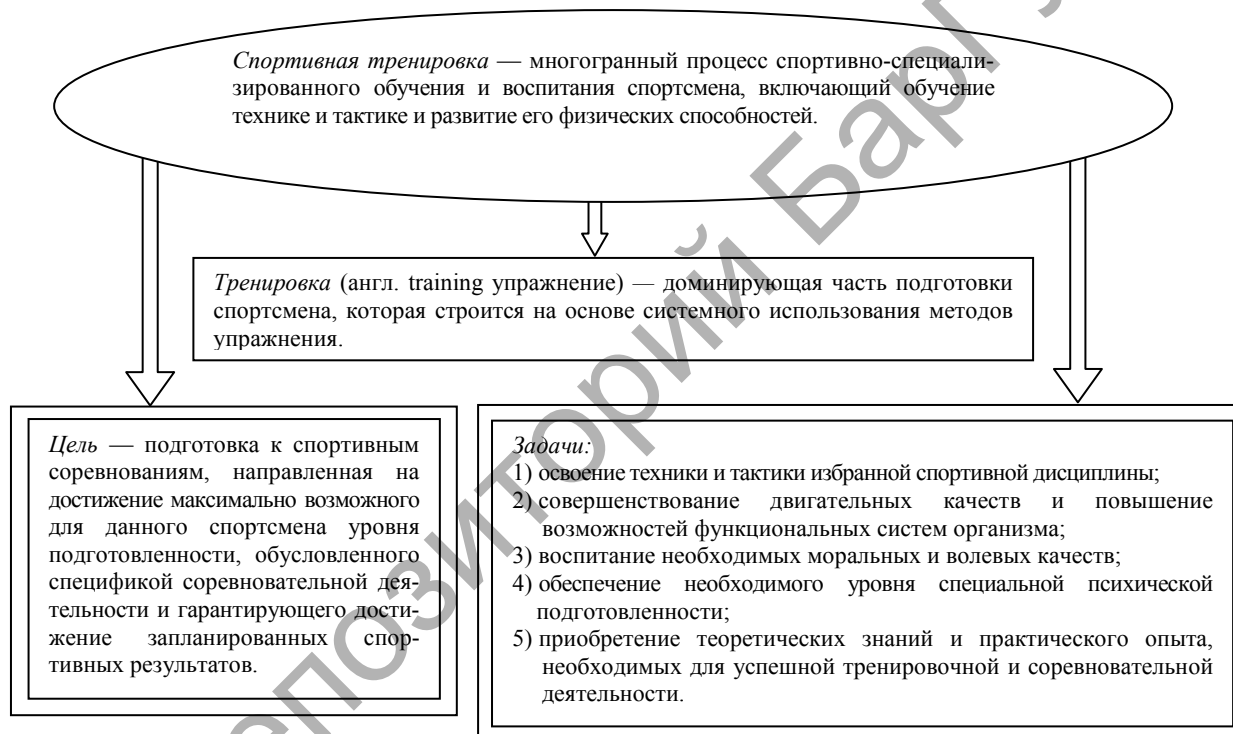 Спортивная тренировка — многогранный процесс спортивно-специали-
зированного обучения и воспитания спортсмена, включающий обучение
технике и тактике и развитие его физических способностей.
Тренировка (англ. training упражнение) — доминирующая часть подготовки
спортсмена, которая строится на основе системного использования методов
упражнения.
Цель — подготовка к спортивным
соревнованиям, направленная на
достижение максимально возможного
для данного спортсмена уровня
подготовленности, обусловленного
спецификой соревновательной дея-
тельности и гарантирующего дости-
жение запланированных спор-
тивных результатов.
Задачи:
1) освоение техники и тактики избранной спортивной дисциплины;
2) совершенствование двигательных качеств и повышение
возможностей функциональных систем организма;
3) воспитание необходимых моральных и волевых качеств;
4) обеспечение необходимого уровня специальной психической
подготовленности;
5) приобретение теоретических знаний и практического опыта,
необходимых для успешной тренировочной и соревновательной
деятельности.